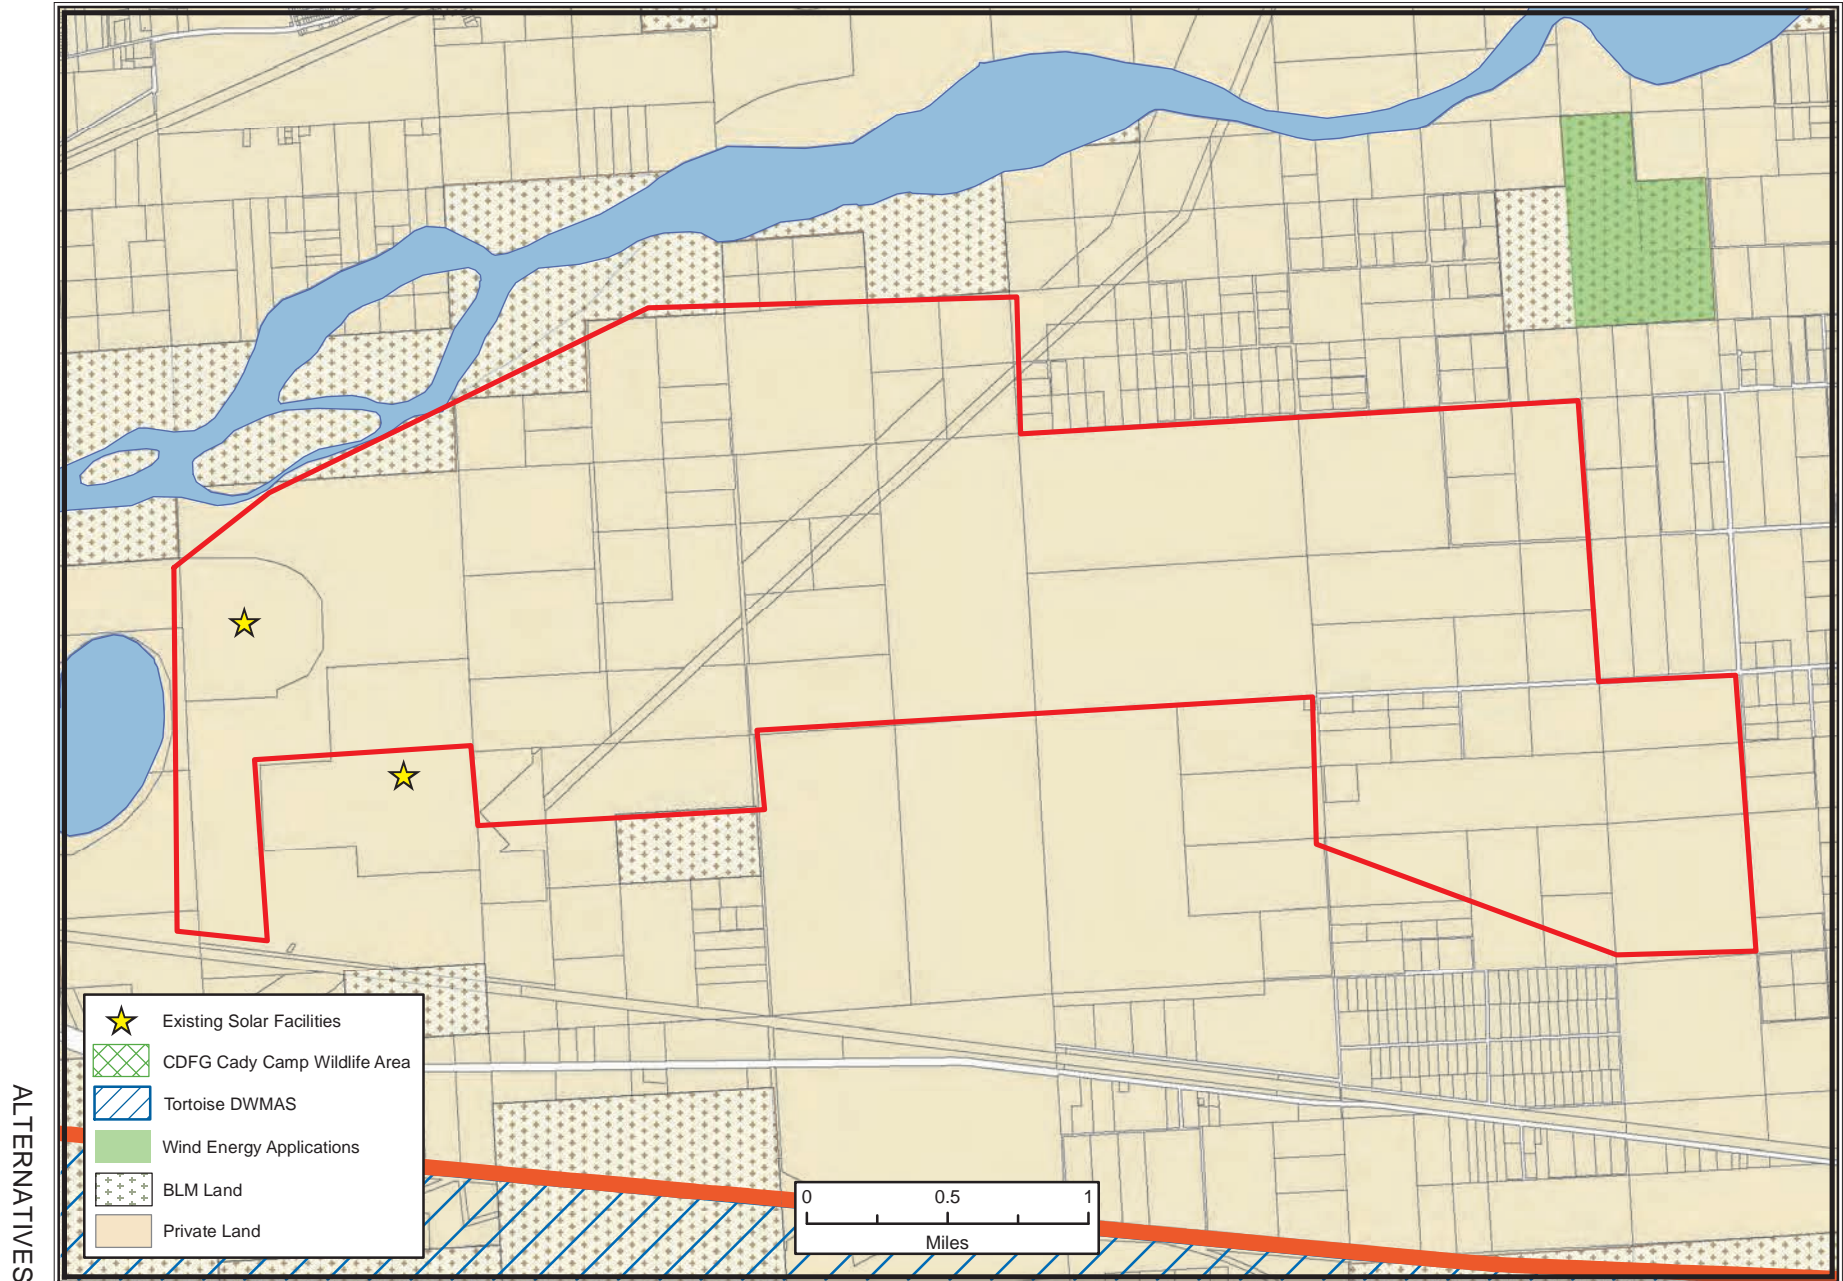 ALTERNATIVES
Existing Solar Facilities
CDFG Cady Camp Wildlife Area
Tortoise DWMAS
Wind Energy Applications
BLM Land
Private Land
0 0.5 1
Miles